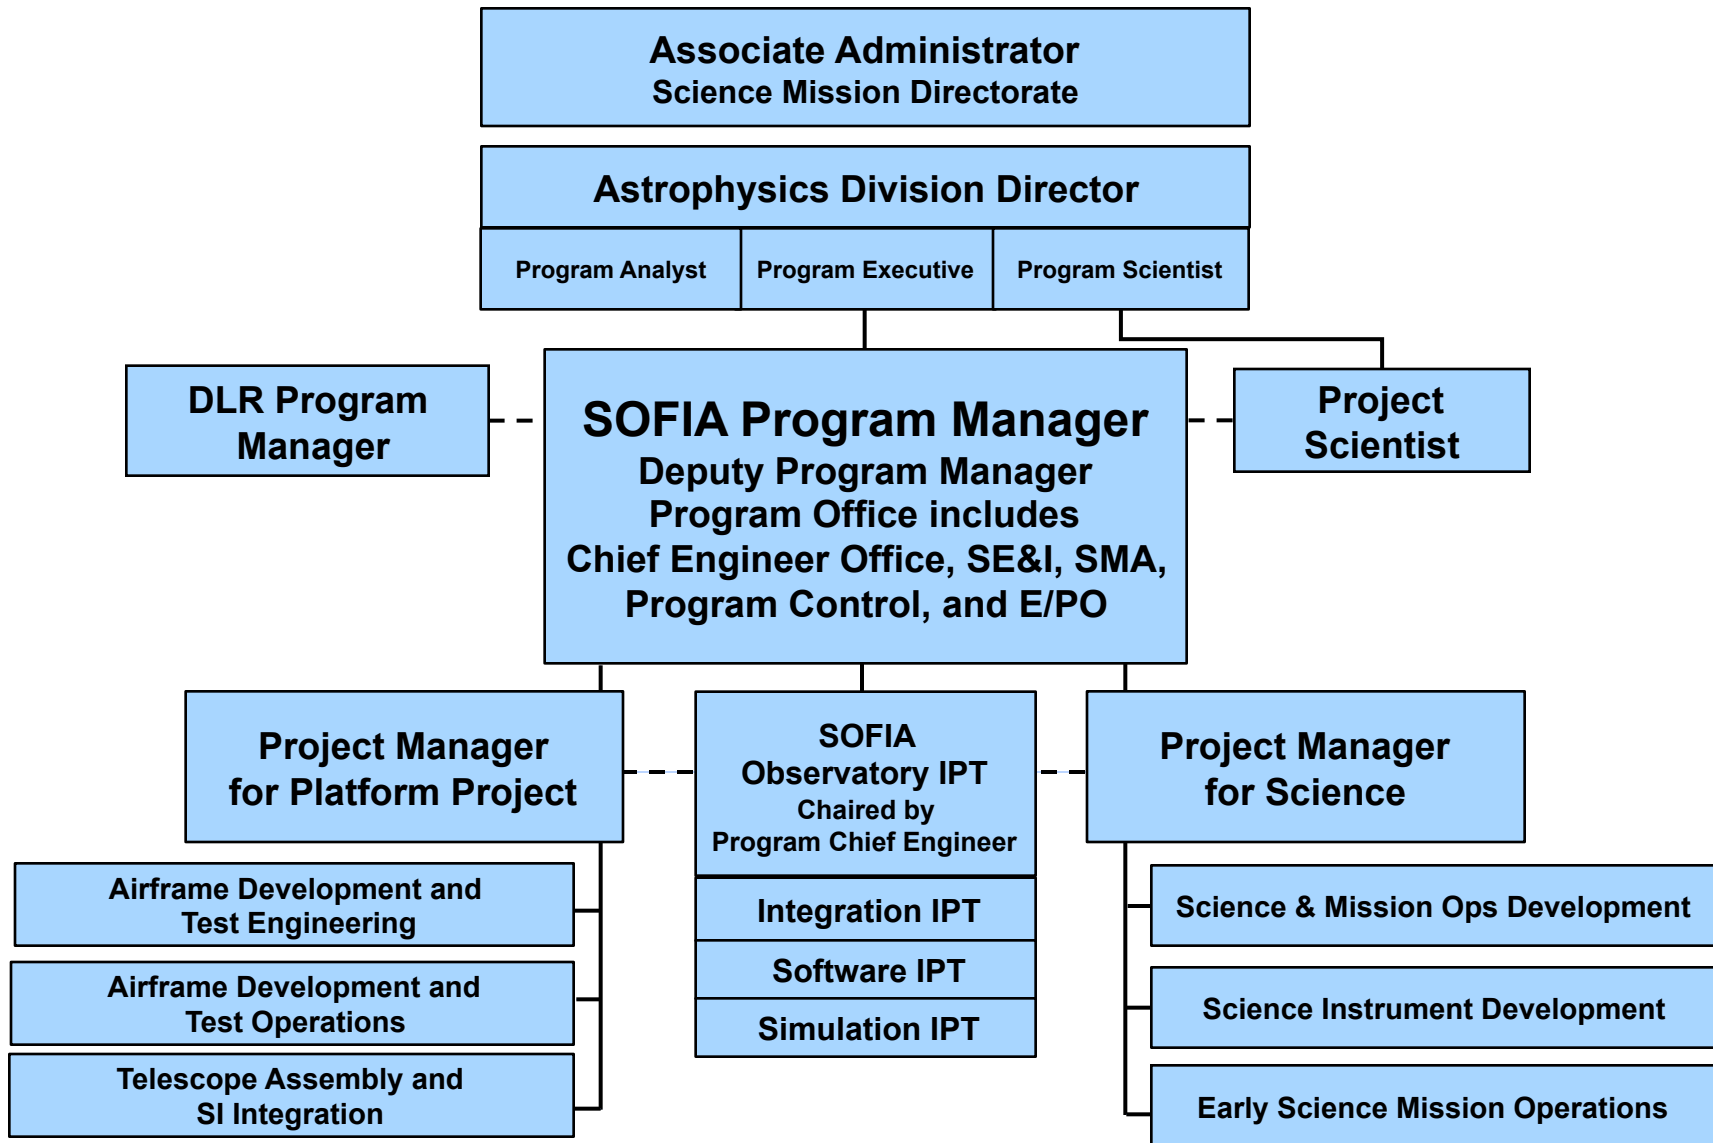 Associate Administrator
Science Mission Directorate
Astrophysics Division Director
Program Analyst
Program Executive
Program Scientist
DLR Program
Manager
SOFIA Program Manager
Deputy Program Manager
Program Office includes
Chief Engineer Office, SE&I, SMA,
Program Control, and E/PO
Project
Scientist
Project Manager
for Platform Project
SOFIA
Observatory IPT
Chaired by
Program Chief Engineer
Project Manager
for Science
Airframe Development and
Test Engineering
Airframe Development and
Test Operations
Telescope Assembly and
SI Integration
Integration IPT
Software IPT
Simulation IPT
Science & Mission Ops Development
Science Instrument Development
Early Science Mission Operations